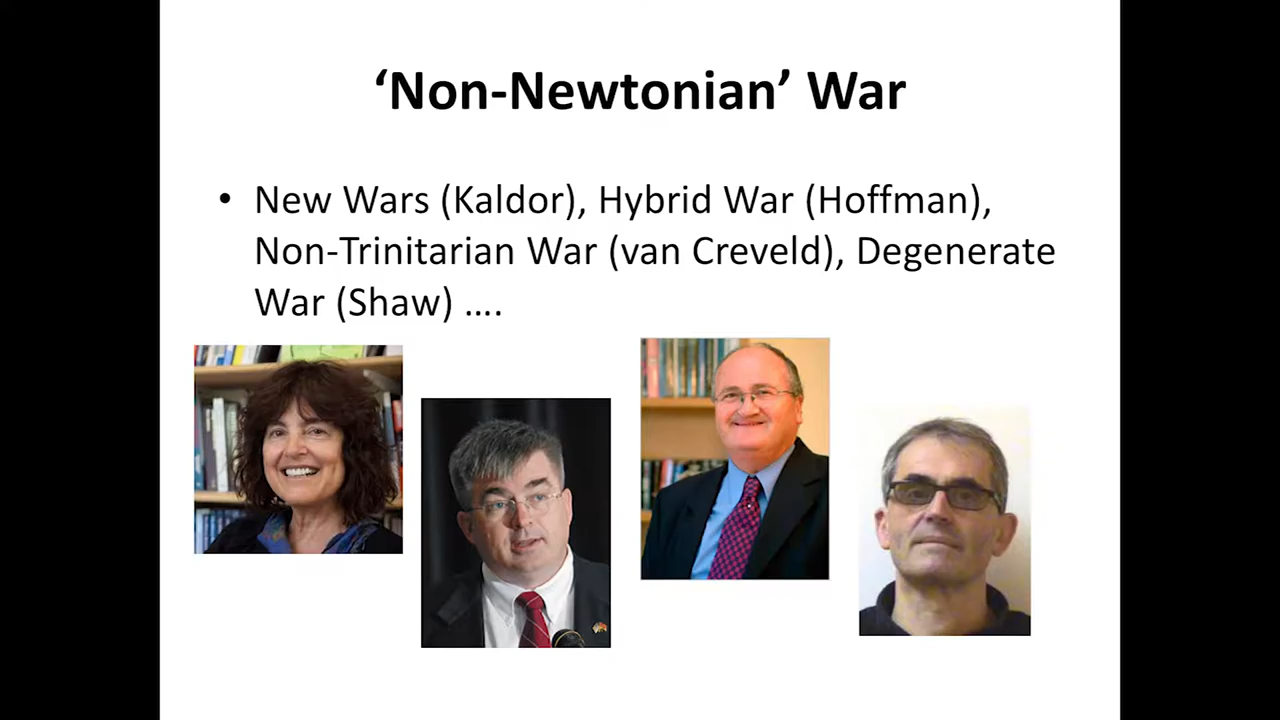 ‘Non-Newtonian’ War
• New Wars (Kaldor), Hybrid War (Hoffman),
Non-Trinitarian War (van Creveld), Degenerate
War (Shaw) ....